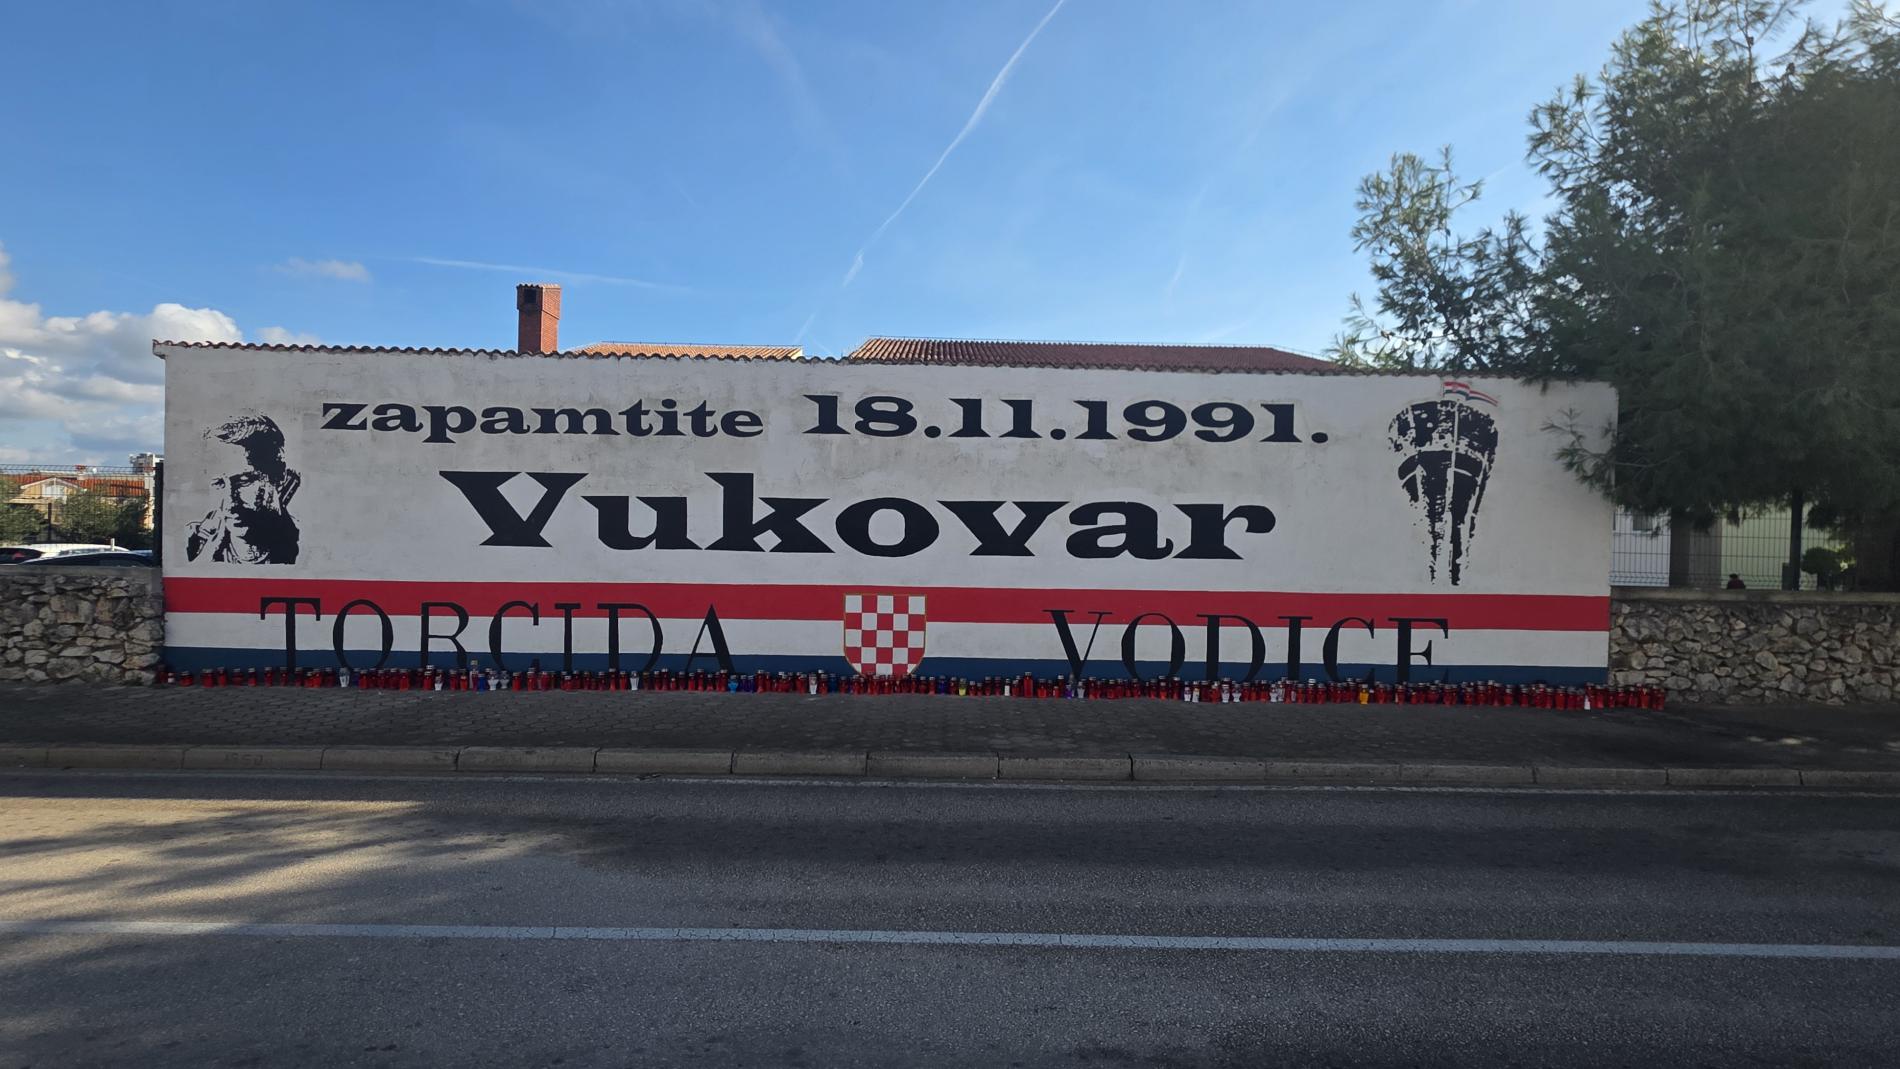 zapamtite 18.11.1991.
Vukovar
TORCIDA VODICE